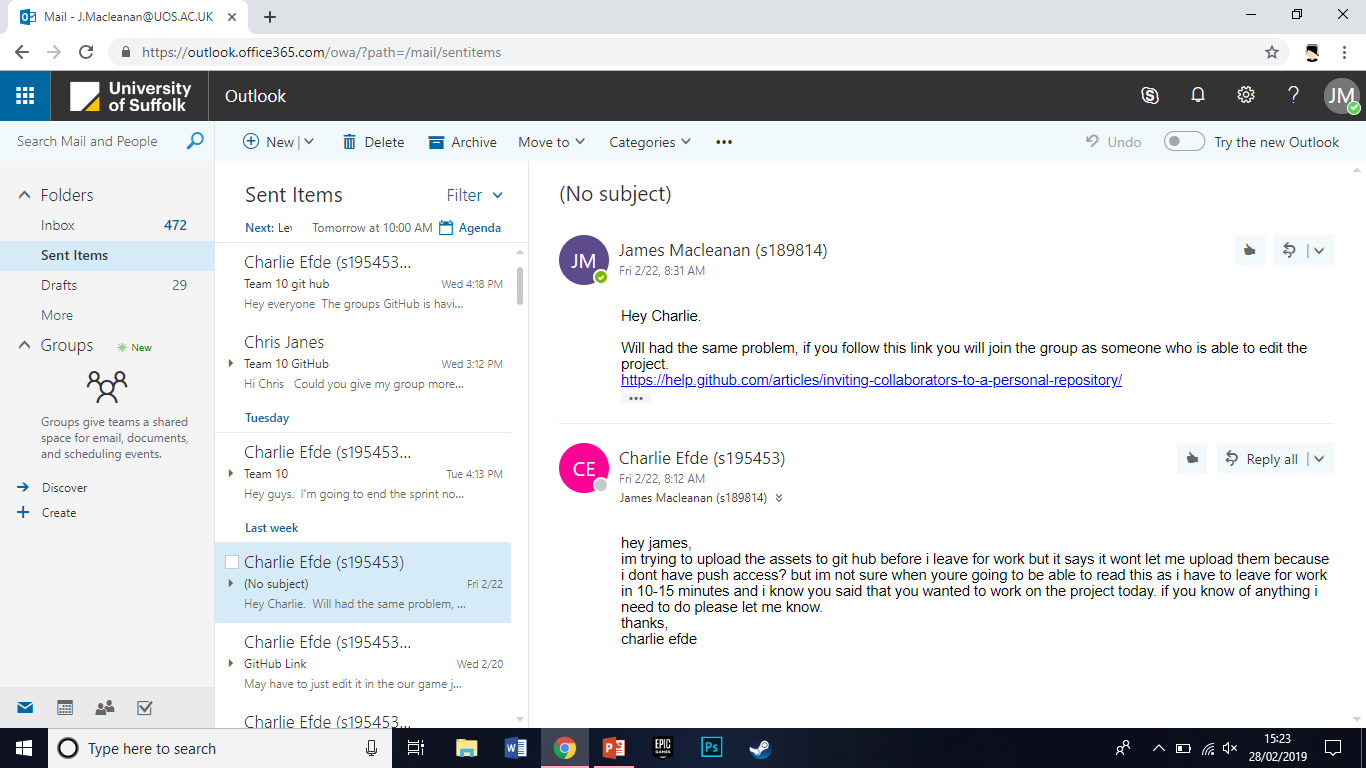 Mail - J.Macleanan@UOS.AC.UK
https://outlook.office365.com/owa/?path=/mail/sentitems
University
of Suffolk
Outlook
JM
Search Mail and People
New
Delete
Archive
Move to
Categories
Undo
Try the new Outlook
Folders
Inbox 472
Sent Items
Drafts 29
More
Groups New
Groups give teams a shared
space for email, documents,
and scheduling events.
Discover
Create
Sent Items Filter
Next: Lev Tomorrow at 10:00 AM Agenda
Charlie Efde (s195453...
Team 10 git hub Wed 4:18 PM
Hey everyone The groups GitHub is havi...
Chris Janes
Team 10 GitHub Wed 3:12 PM
Hi Chris Could you give my group more...
Tuesday
Charlie Efde (s195453...
Team 10 Tue 4:13 PM
Hey guys. I'm going to end the sprint no...
Last week
Charlie Efde (s195453)
(No subject) Fri 2/22
Hey Charlie. Will had the same problem, ...
Charlie Efde (s195453...
GitHub Link Wed 2/20
May have to just edit it in the our game j...
Charlie Efde (s195453...
(No subject)
JM
James Macleanan (s189814)
Fri 2/22, 8:31 AM
Hey Charlie.
Will had the same problem, if you follow this link you will join the group as someone who is able to edit the
project.
https://help.github.com/articles/inviting-collaborators-to-a-personal-repository/
CE
Charlie Efde (s195453)
Fri 2/22, 8:12 AM
James Macleanan (s189814)
Reply all
hey james,
im trying to upload the assets to git hub before i leave for work but it says it wont let me upload them because
i dont have push access? but im not sure when youre going to be able to read this as i have to leave for work
in 10-15 minutes and i know you said that you wanted to work on the project today. if you know of anything i
need to do please let me know.
thanks,
charlie efde
Type here to search
EPIC
GAMES
Ps
15:23
28/02/2019